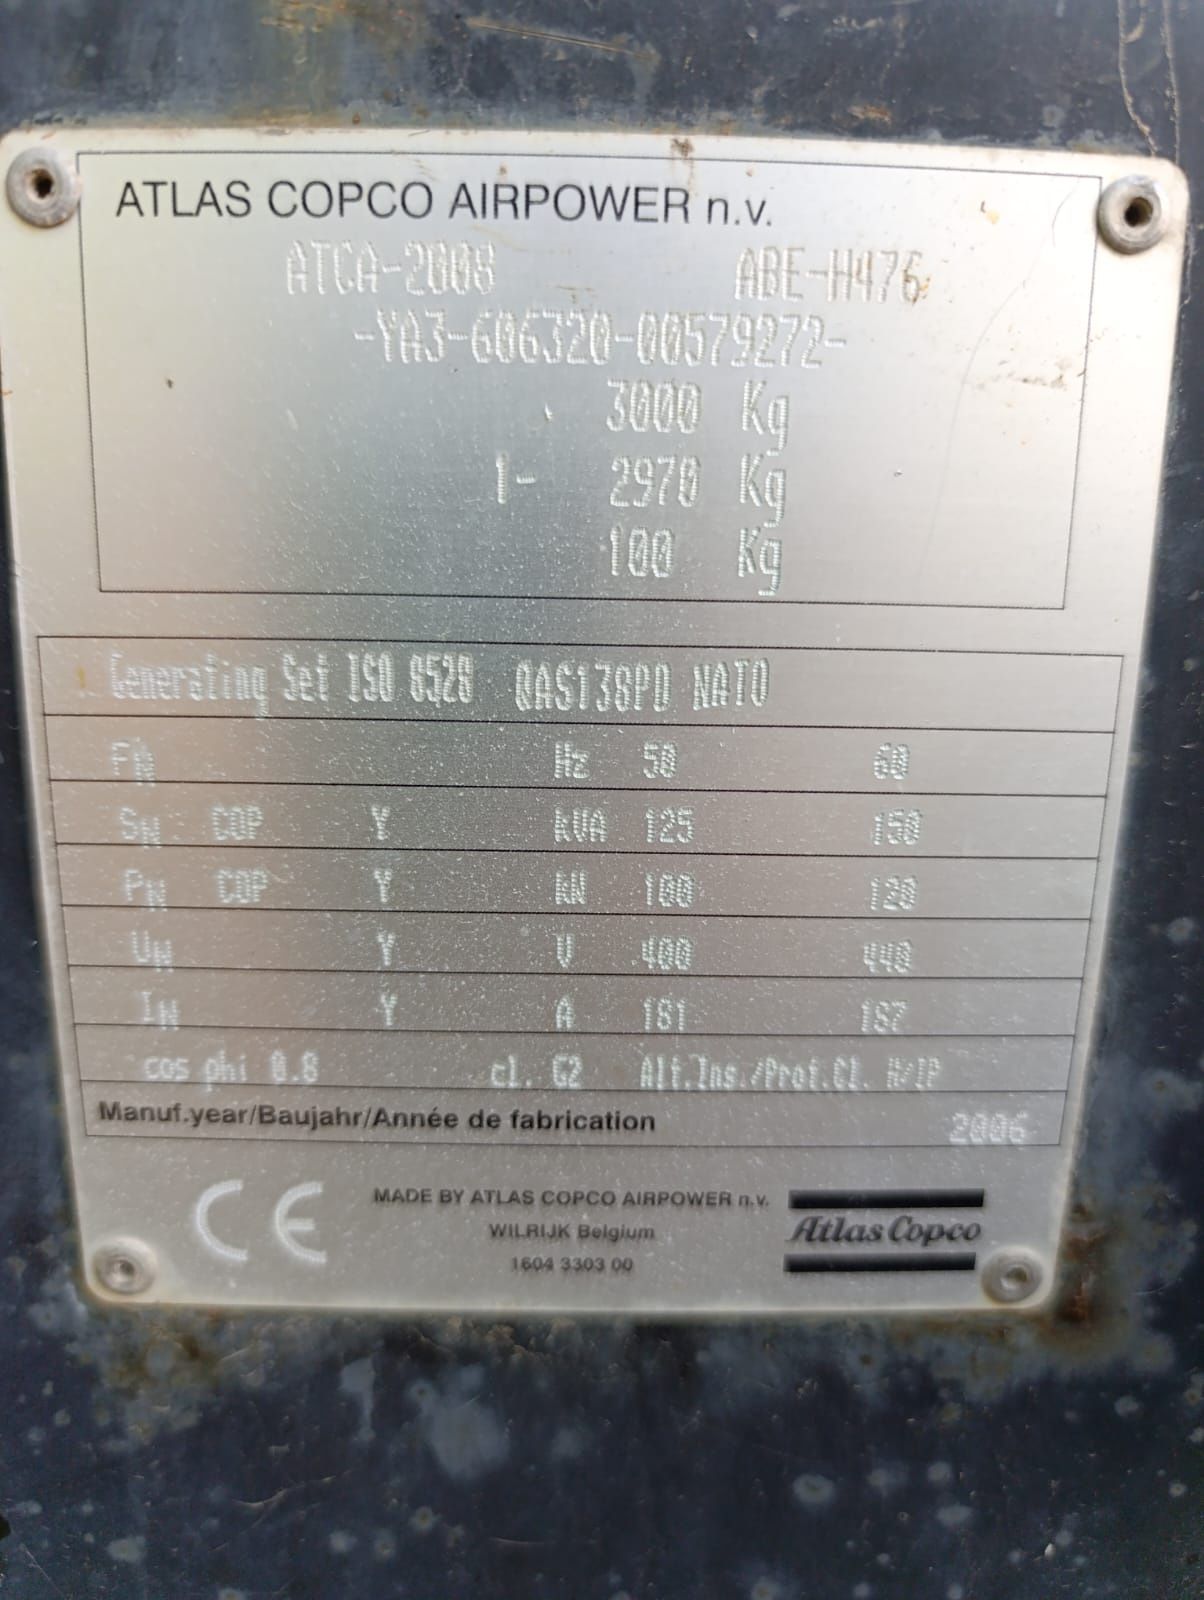 ATLAS COPCO AIRPOWER n.v.
ATCA-2008 ABE-H476
-YA3-606320-00579272-
3000 Kg
1- 2970 Kg
100 Kg
Generating Set ISO 8528 QAS138PD NATO
FN Hz 50 60
SN COP Y kVA 125 150
PN COP Y kW 100 120
UN Y V 400 440
IN Y A 181 187
cos phi 0.8 cl. G2 Alt.Ins./Prot.Cl. H/IP
Manuf.year/Baujahr/Année de fabrication 2006
CE
MADE BY ATLAS COPCO AIRPOWER n.v.
WILRIJK Belgium
1604 3303 00
Atlas Copco